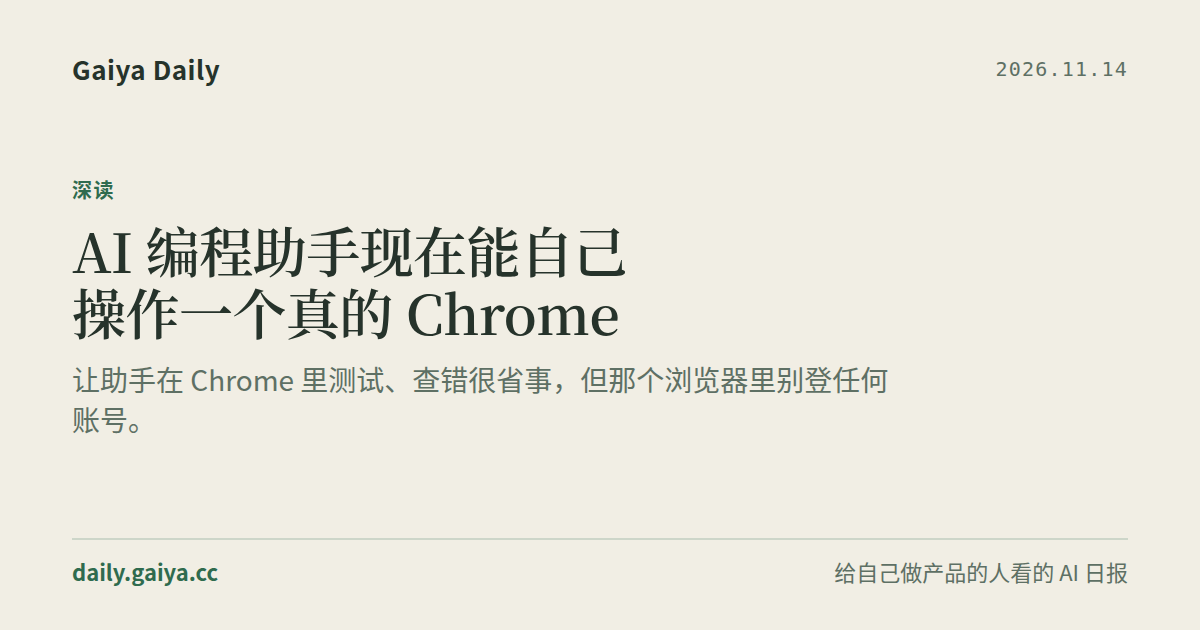 Gaiya Daily
2026.11.14
深读
AI 编程助手现在能自己
操作一个真的 Chrome
让助手在 Chrome 里测试、查错很省事，但那个浏览器里别登任何
账号。
daily.gaiya.cc
给自己做产品的人看的 AI 日报